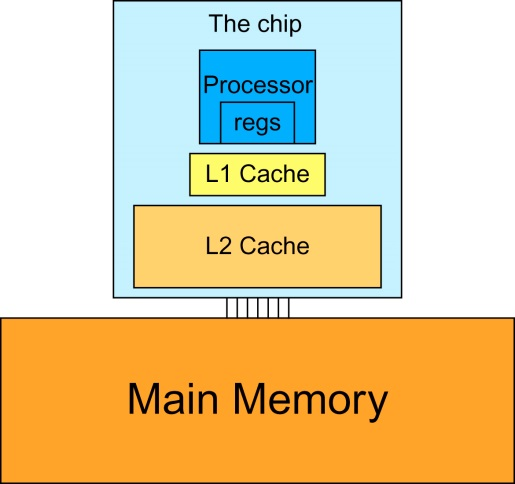 The chip
Processor
regs
L1 Cache
L2 Cache
Main Memory